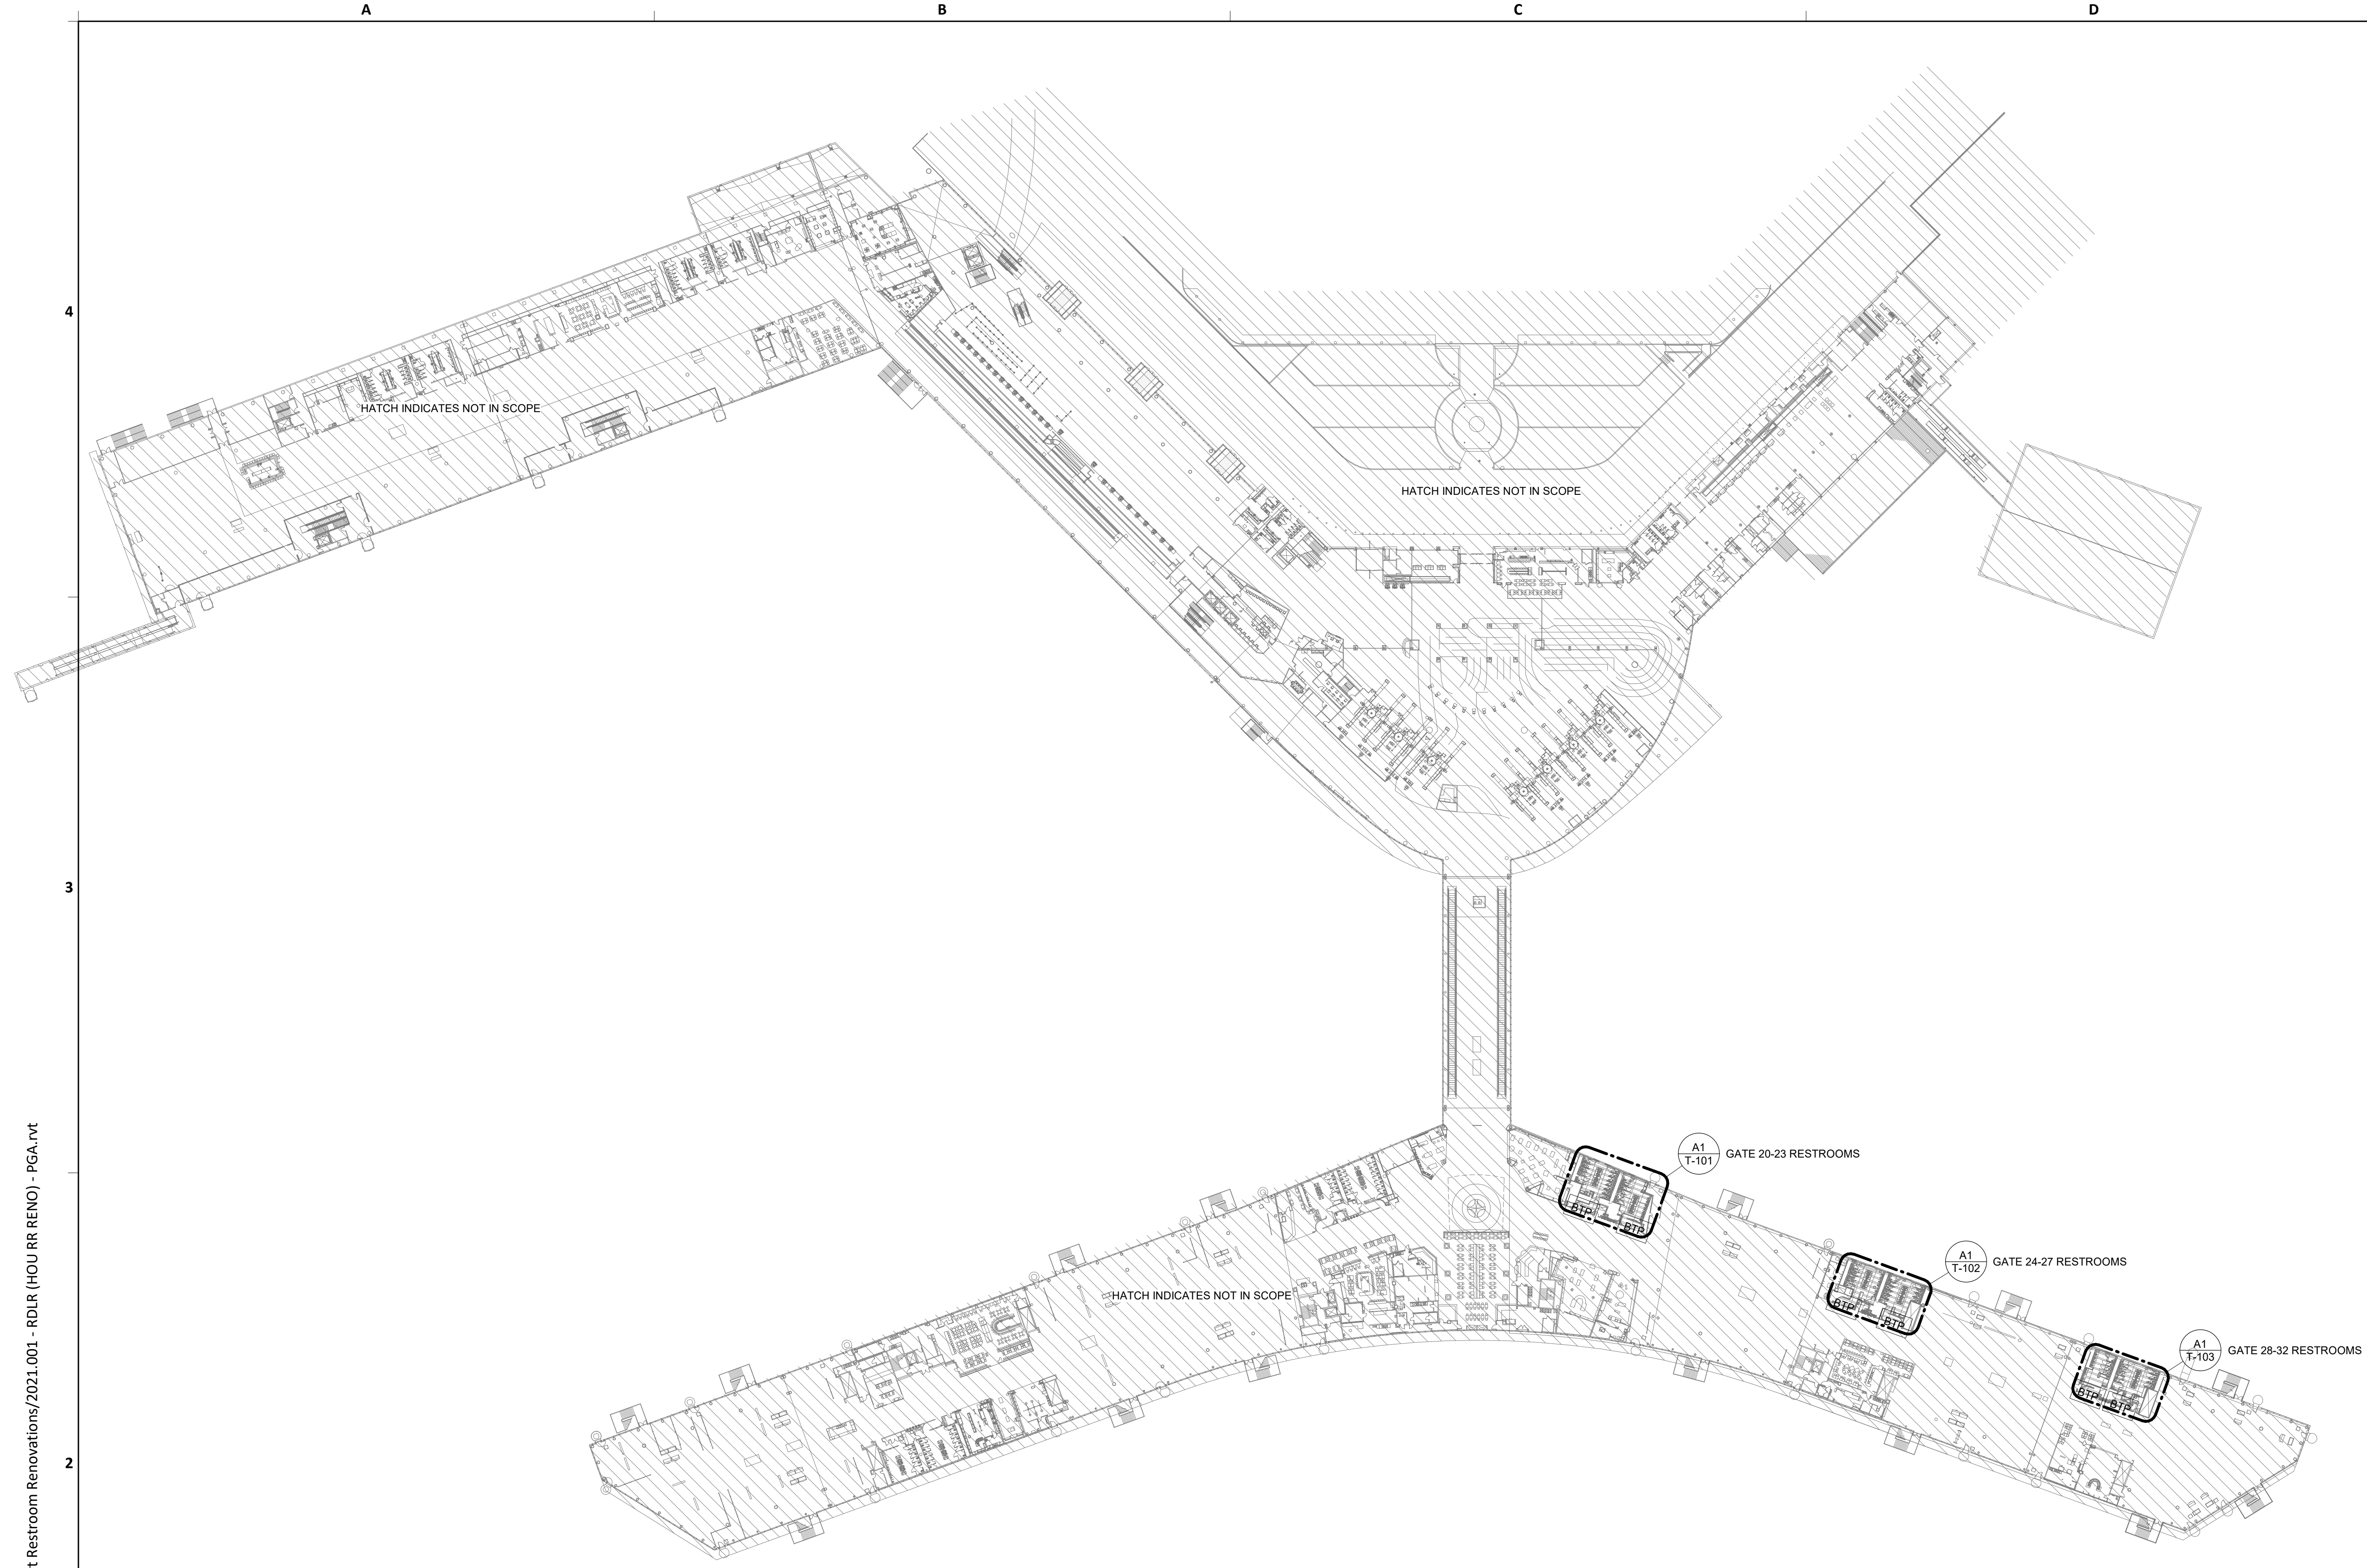 A
B
C
D
4
HATCH INDICATES NOT IN SCOPE
HATCH INDICATES NOT IN SCOPE
3
A1
T-101
GATE 20-23 RESTROOMS
BTP
BTP
A1
T-102
GATE 24-27 RESTROOMS
BTP
BTP
HATCH INDICATES NOT IN SCOPE
A1
T-103
GATE 28-32 RESTROOMS
BTP
BTP
2
t Restroom Renovations/2021.001 - RDLR (HOU RR RENO) - PGA.rvt